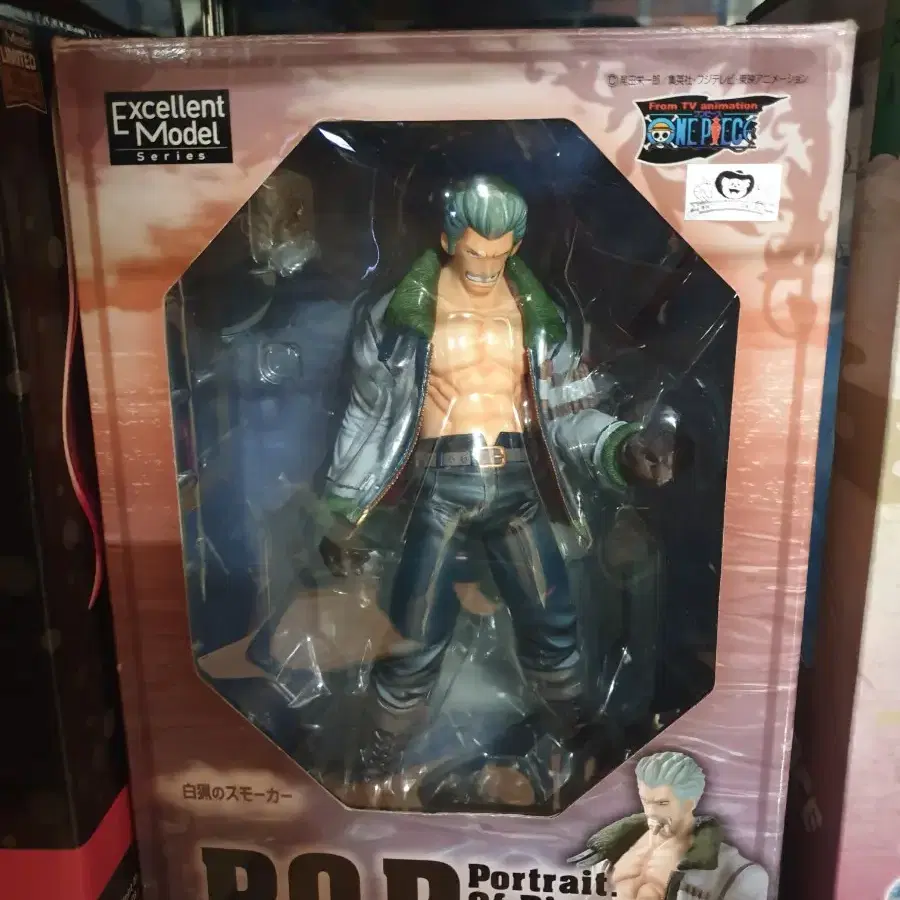 LIMITED
©尾田栄一郎/集英社・フジテレビ・東映アニメーション
Excellent
Model
Series
From TV animation
ONE PIECE
白猟のスモーカー
P.O.P
Portrait.